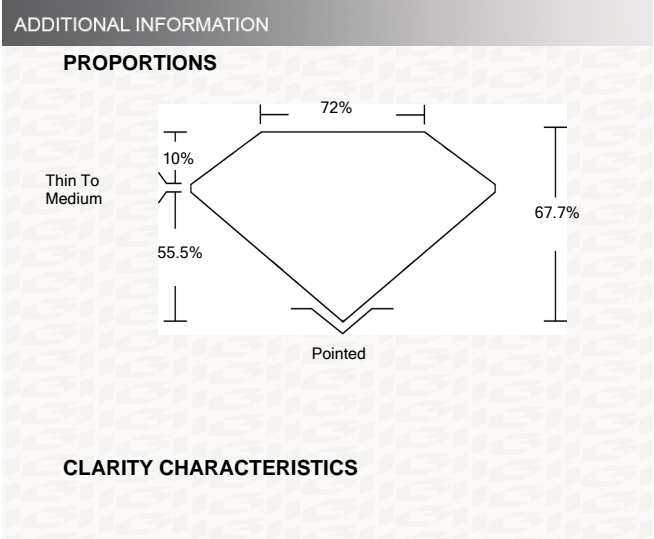 ADDITIONAL INFORMATION
PROPORTIONS
72%
10%
Thin To
Medium
67.7%
55.5%
Pointed
CLARITY CHARACTERISTICS